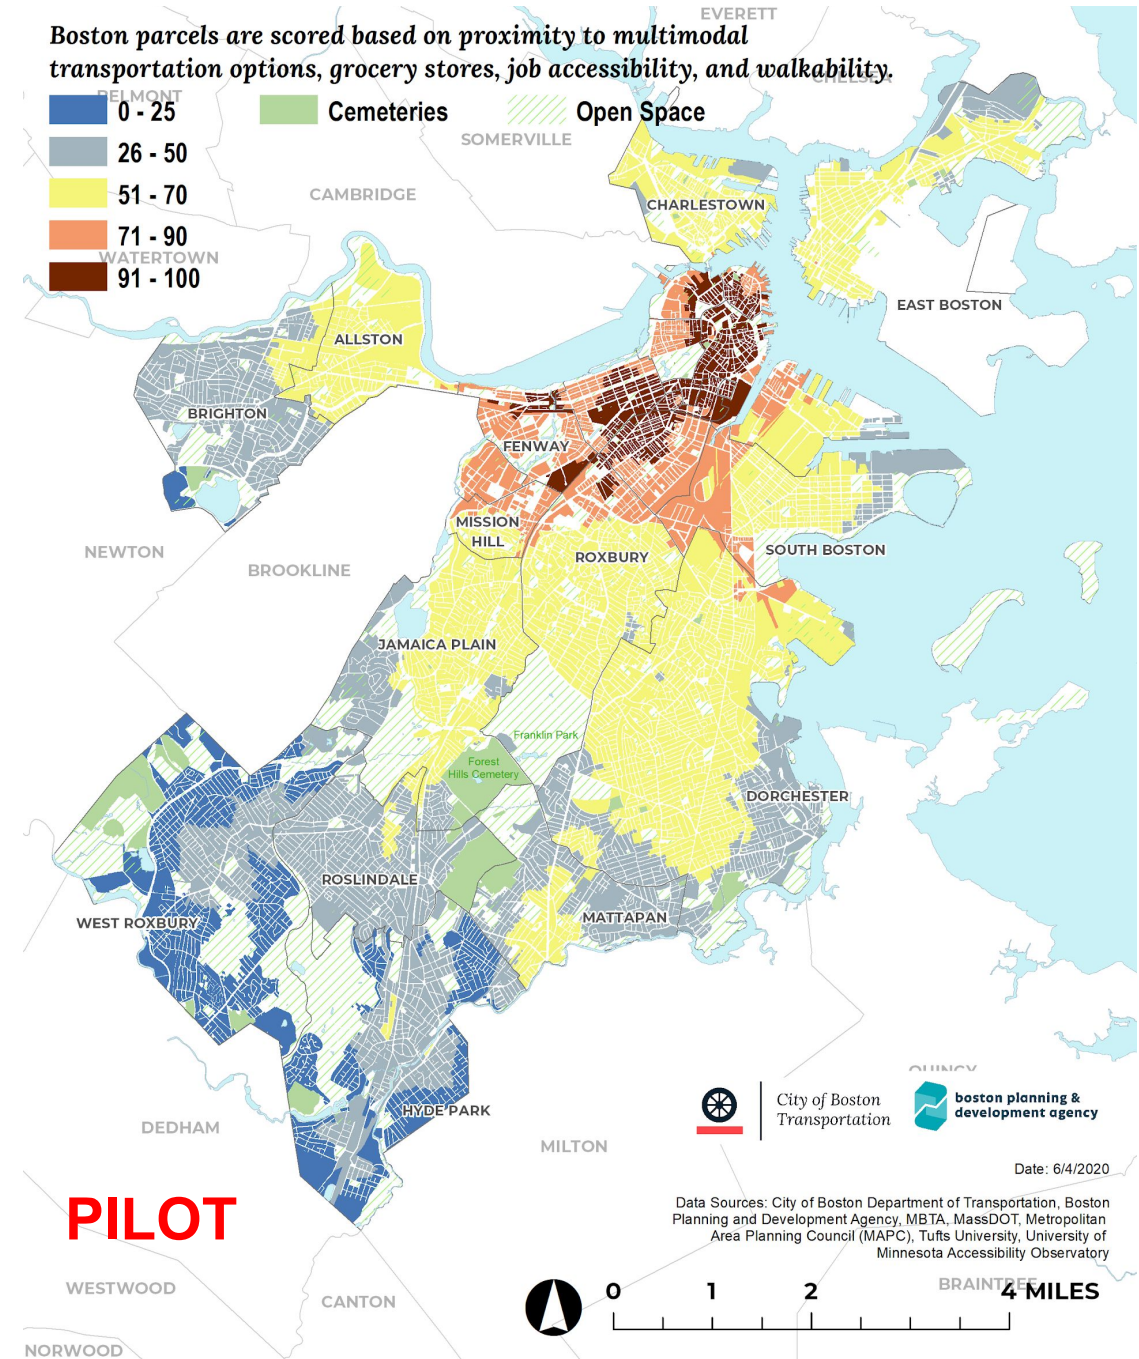 EVERETT
Boston parcels are scored based on proximity to multimodal
transportation options, grocery stores, job accessibility, and walkability.
CHELSEA
BELMONT
0 - 25
Cemeteries
Open Space
26 - 50
SOMERVILLE
51 - 70
CAMBRIDGE
CHARLESTOWN
71 - 90
WATERTOWN
91 - 100
EAST BOSTON
ALLSTON
BRIGHTON
FENWAY
MISSION
HILL
NEWTON
BROOKLINE
ROXBURY
SOUTH BOSTON
JAMAICA PLAIN
Franklin Park
Forest
Hills Cemetery
DORCHESTER
ROSLINDALE
WEST ROXBURY
MATTAPAN
QUINCY
HYDE PARK
City of Boston
Transportation
boston planning &
development agency
DEDHAM
MILTON
Date: 6/4/2020
PILOT
Data Sources: City of Boston Department of Transportation, Boston
Planning and Development Agency, MBTA, MassDOT, Metropolitan
Area Planning Council (MAPC), Tufts University, University of
Minnesota Accessibility Observatory
WESTWOOD
CANTON
BRAINTREE
0 1 2 4 MILES
NORWOOD